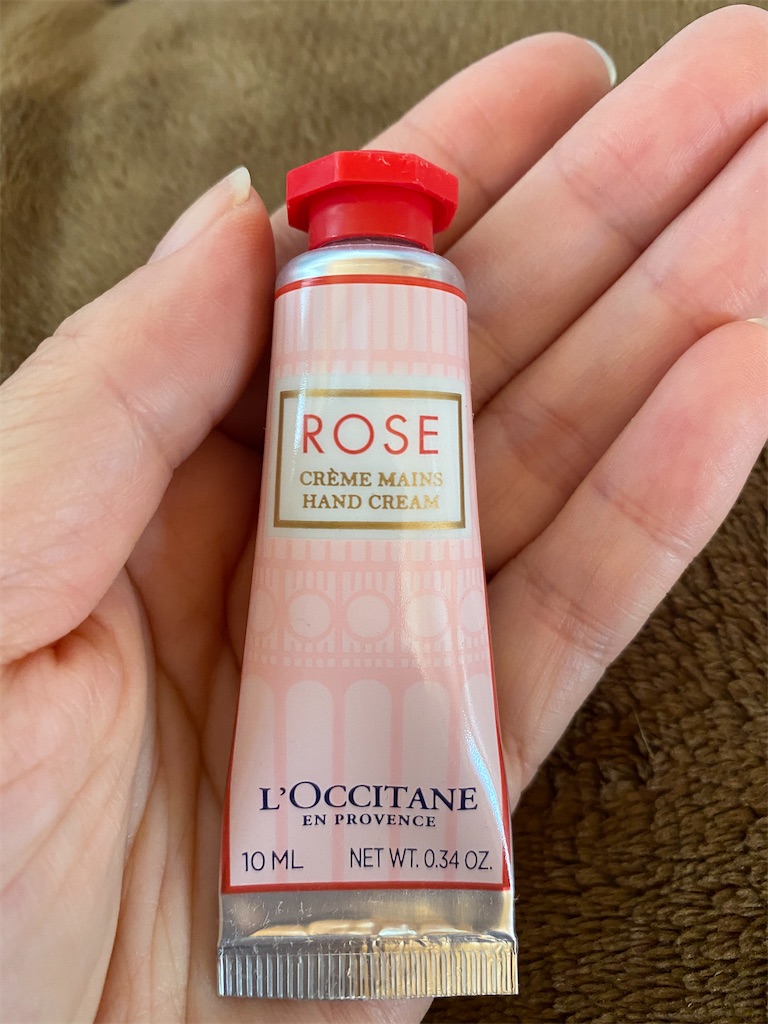 ROSE
CRÈME MAINS
HAND CREAM
L'OCCITANE
EN PROVENCE
10 ML NET WT. 0.34 OZ.